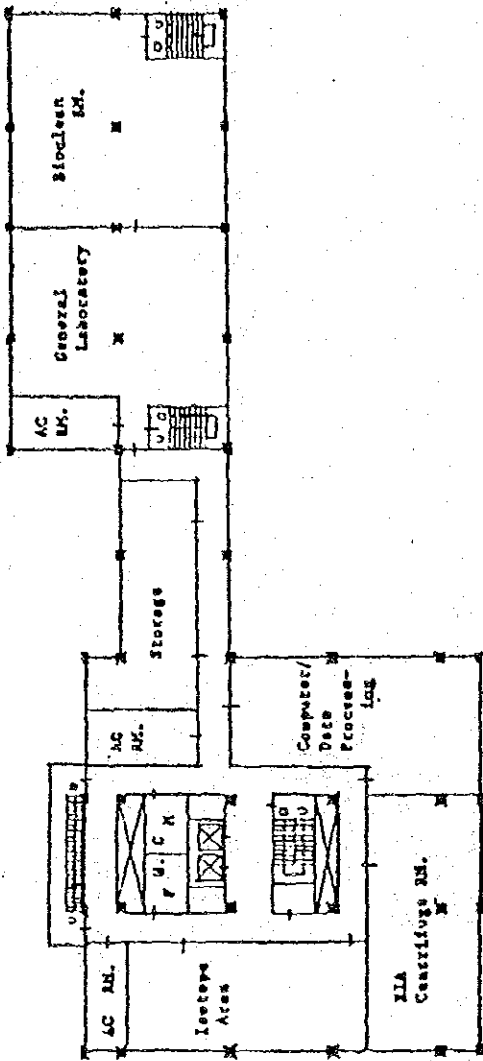 Bioclean
RM.
D U
General
Laboratory
AC
RM.
U D
Storage
AC
RM.
Computer/
Data
Process-
ing
U D
F W. C M
D U
AC RM.
Isotope
Area
RIA
Centrifuge RM.